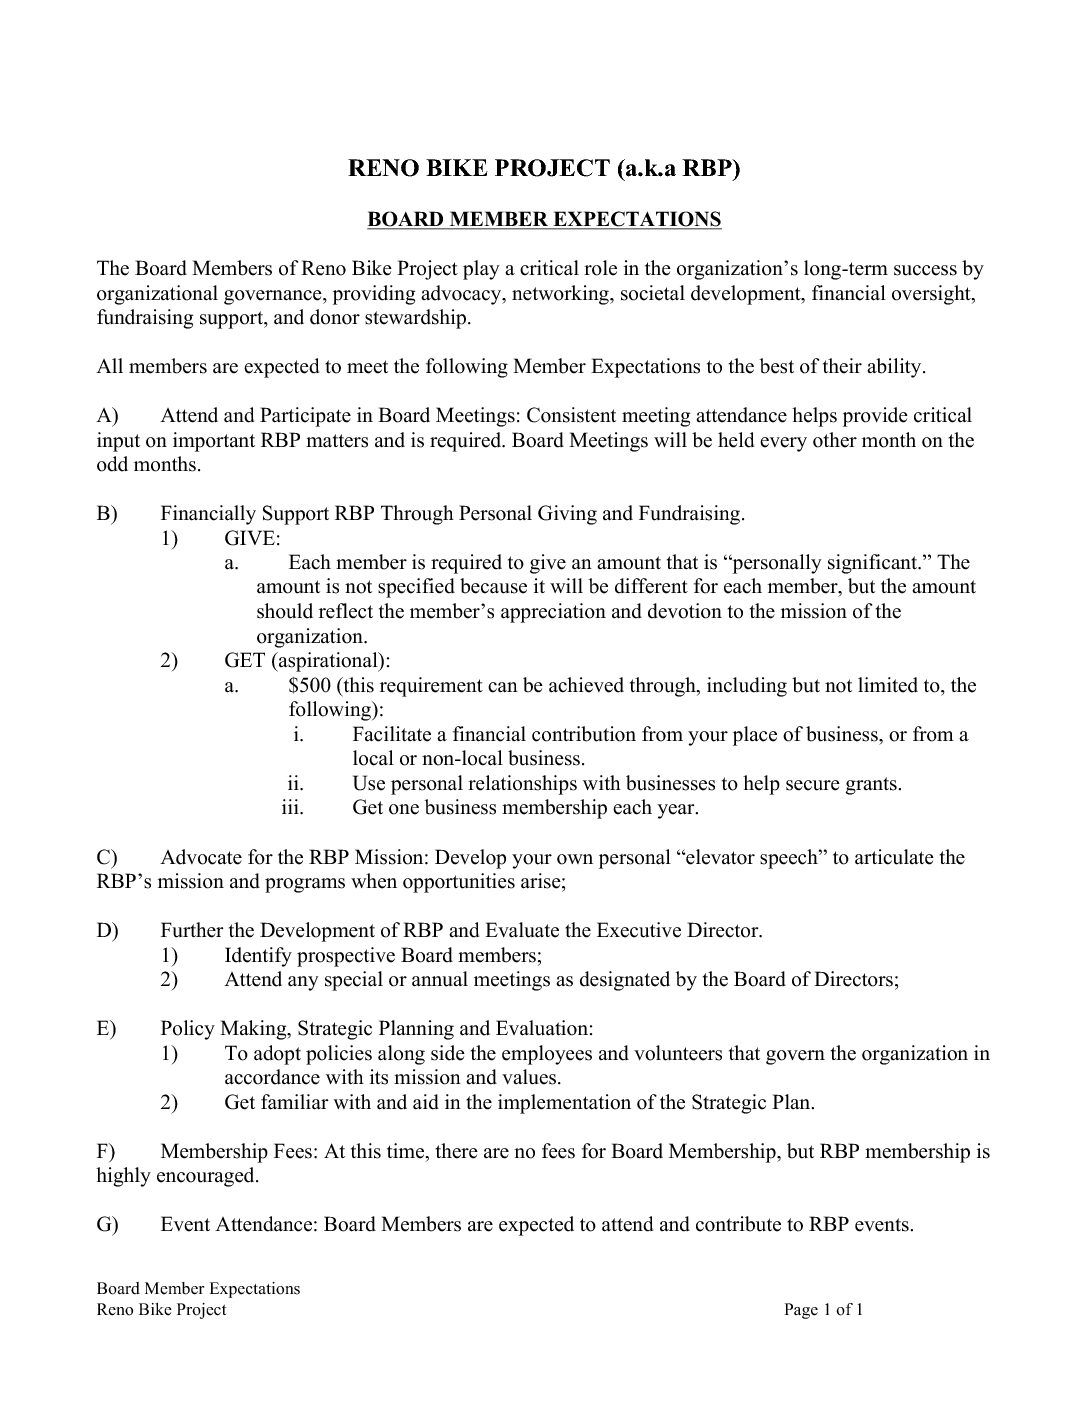 RENO BIKE PROJECT (a.k.a RBP)
BOARD MEMBER EXPECTATIONS
The Board Members of Reno Bike Project play a critical role in the organization’s long-term success by
organizational governance, providing advocacy, networking, societal development, financial oversight,
fundraising support, and donor stewardship.
All members are expected to meet the following Member Expectations to the best of their ability.
A) Attend and Participate in Board Meetings: Consistent meeting attendance helps provide critical
input on important RBP matters and is required. Board Meetings will be held every other month on the
odd months.
B) Financially Support RBP Through Personal Giving and Fundraising.
1) GIVE:
a. Each member is required to give an amount that is “personally significant.” The
amount is not specified because it will be different for each member, but the amount
should reflect the member’s appreciation and devotion to the mission of the
organization.
2) GET (aspirational):
a. $500 (this requirement can be achieved through, including but not limited to, the
following):
i. Facilitate a financial contribution from your place of business, or from a
local or non-local business.
ii. Use personal relationships with businesses to help secure grants.
iii. Get one business membership each year.
C) Advocate for the RBP Mission: Develop your own personal “elevator speech” to articulate the
RBP’s mission and programs when opportunities arise;
D) Further the Development of RBP and Evaluate the Executive Director.
1) Identify prospective Board members;
2) Attend any special or annual meetings as designated by the Board of Directors;
E) Policy Making, Strategic Planning and Evaluation:
1) To adopt policies along side the employees and volunteers that govern the organization in
accordance with its mission and values.
2) Get familiar with and aid in the implementation of the Strategic Plan.
F) Membership Fees: At this time, there are no fees for Board Membership, but RBP membership is
highly encouraged.
G) Event Attendance: Board Members are expected to attend and contribute to RBP events.
Board Member Expectations
Reno Bike Project Page 1 of 1